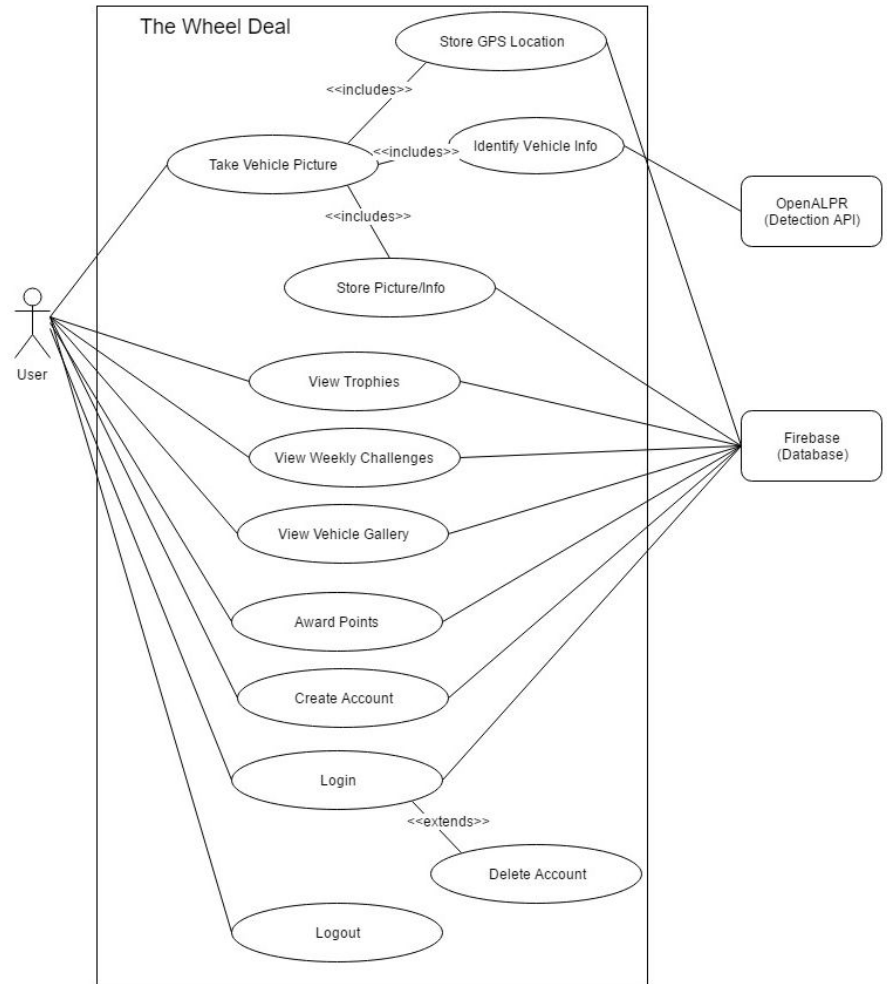 The Wheel Deal
Store GPS Location
<<includes>>
Take Vehicle Picture
<<includes>>
Identify Vehicle Info
<<includes>>
OpenALPR
(Detection API)
Store Picture/Info
User
View Trophies
View Weekly Challenges
Firebase
(Database)
View Vehicle Gallery
Award Points
Create Account
Login
<<extends>>
Delete Account
Logout